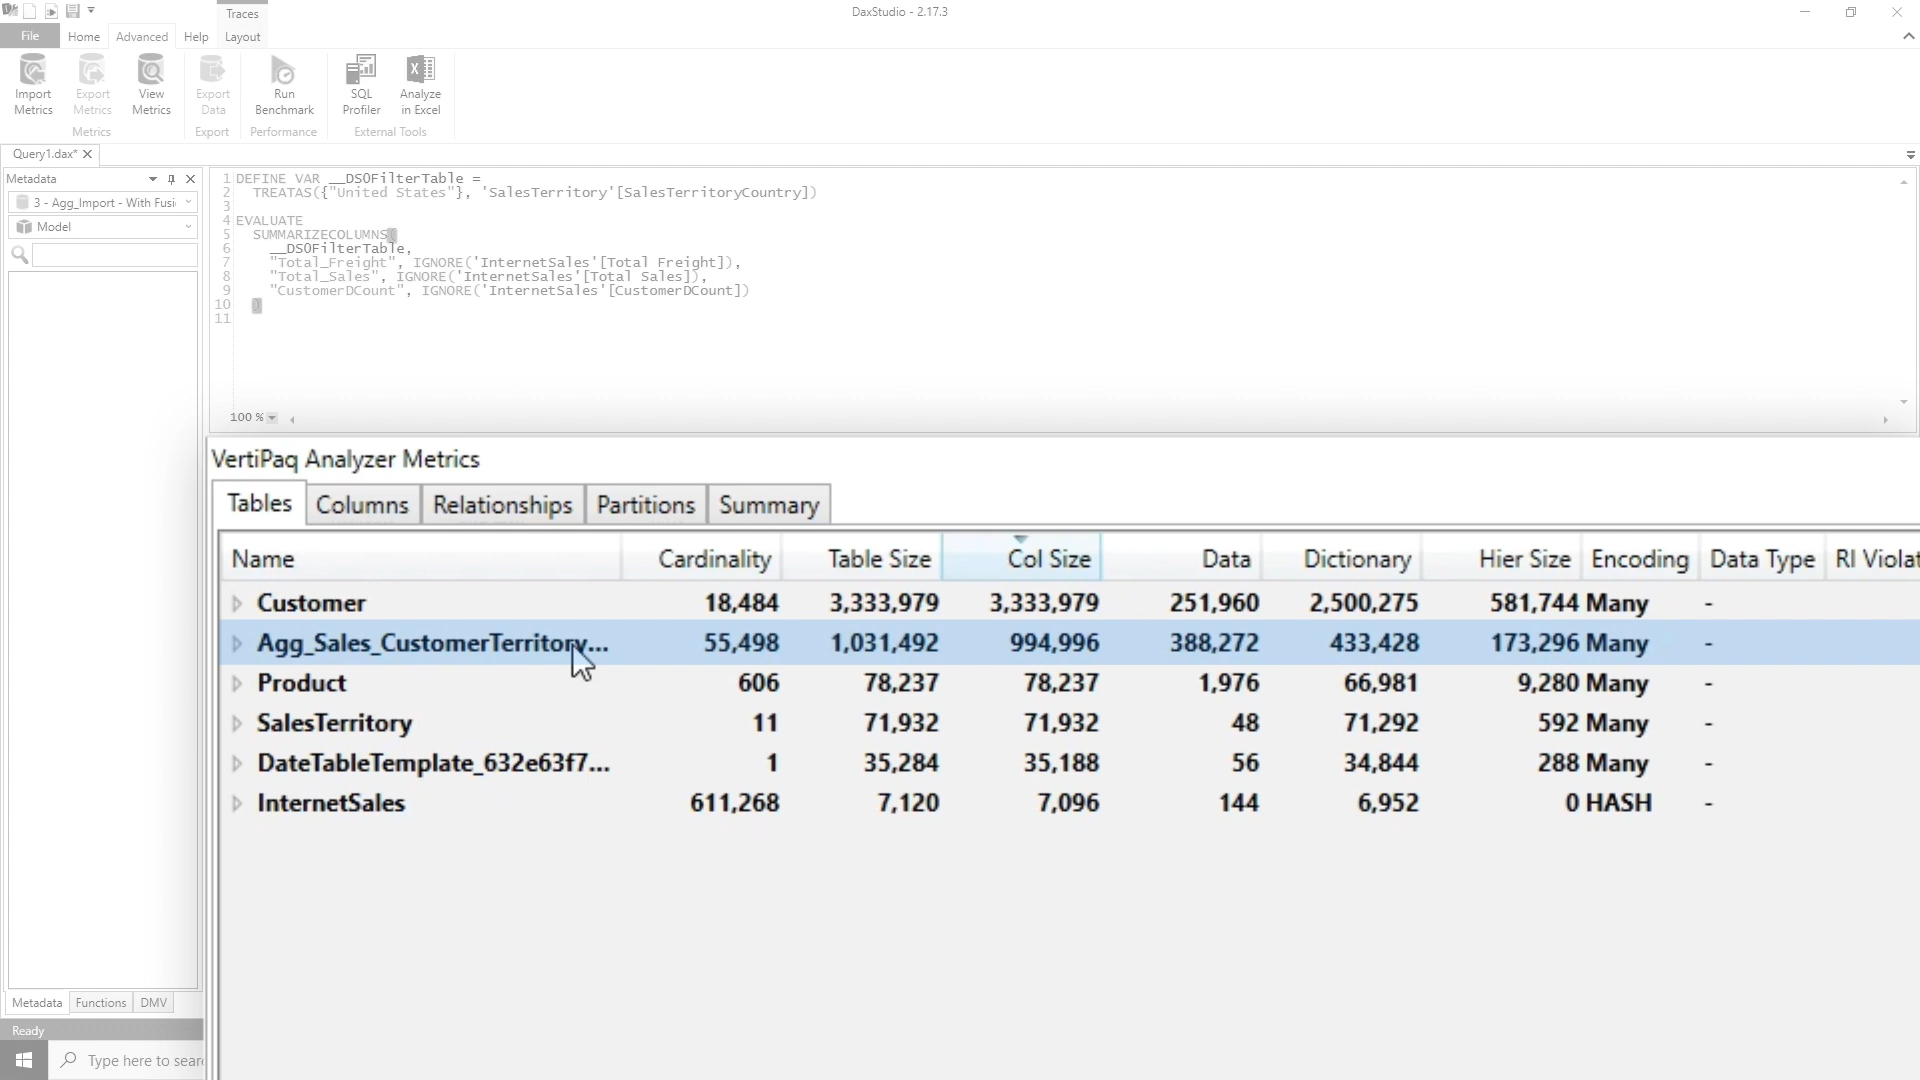 Traces
DaxStudio - 2.17.3
File
Home
Advanced
Help
Layout
Import
Metrics
Export
Metrics
View
Metrics
Export
Data
Run
Benchmark
SQL
Profiler
Analyze
in Excel
Metrics
Export
Performance
External Tools
Query1.dax*
Metadata
3 - Agg_Import - With Fusi
Model
1 DEFINE VAR __DS0FilterTable =
2 TREATAS({"United States"}, 'SalesTerritory'[SalesTerritoryCountry])
3
4 EVALUATE
5 SUMMARIZECOLUMNS(
6 __DS0FilterTable,
7 "Total_Freight", IGNORE('InternetSales'[Total Freight]),
8 "Total_Sales", IGNORE('InternetSales'[Total Sales]),
9 "CustomerDCount", IGNORE('InternetSales'[CustomerDCount])
10 )
11
100 %
VertiPaq Analyzer Metrics
Tables Columns Relationships Partitions Summary
Name Cardinality Table Size Col Size Data Dictionary Hier Size Encoding Data Type RI Violat
Customer 18,484 3,333,979 3,333,979 251,960 2,500,275 581,744 Many -
Agg_Sales_CustomerTerritory... 55,498 1,031,492 994,996 388,272 433,428 173,296 Many -
Product 606 78,237 78,237 1,976 66,981 9,280 Many -
SalesTerritory 11 71,932 71,932 48 71,292 592 Many -
DateTableTemplate_632e63f7... 1 35,284 35,188 56 34,844 288 Many -
InternetSales 611,268 7,120 7,096 144 6,952 0 HASH -
Metadata Functions DMV
Ready
Type here to sear